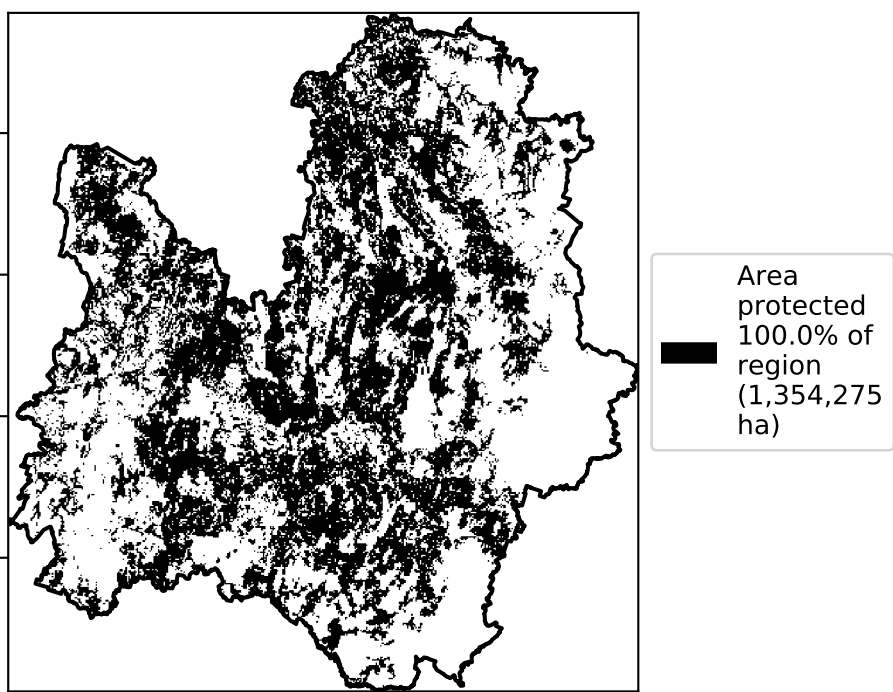 Area
protected
100.0% of
region
(1,354,275
ha)